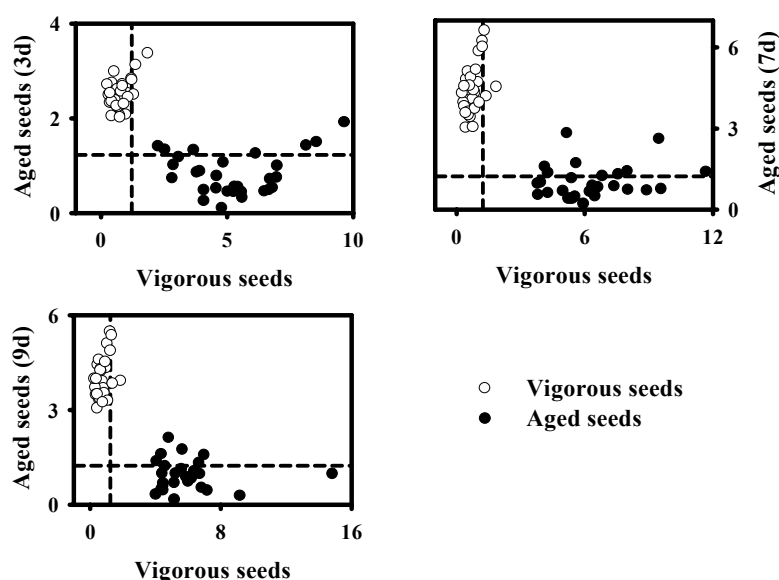 4
2
0
Aged seeds (3d)
0 5 10
Vigorous seeds
6
3
0
Aged seeds (7d)
0 6 12
Vigorous seeds
6
3
0
Aged seeds (9d)
0 8 16
Vigorous seeds
Vigorous seeds
Aged seeds